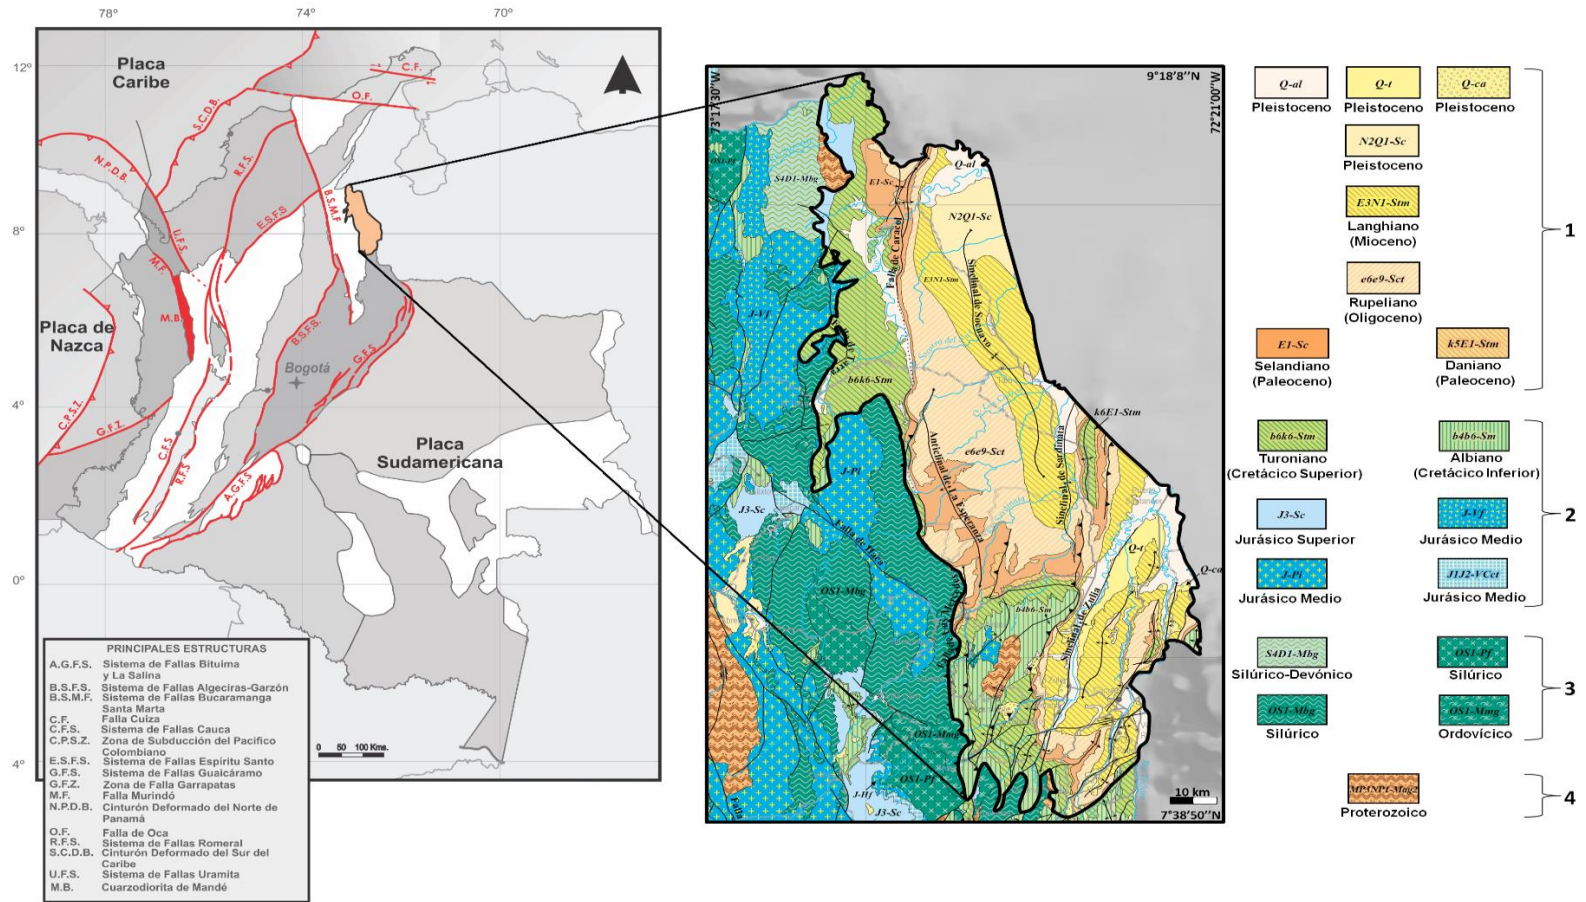 78°
74°
70°
12°
8°
4°
0°
4°
Placa
Caribe
C.F.
O.F.
S.C.D.B.
N.P.D.B.
R.F.S.
B.S.M.F
E.S.F.S
U.F.S
M.F.
M.B.
Placa de
Nazca
B.S.F.S.
G.F.S
Bogotá
C.P.S.Z.
G.F.Z.
C.F.S
R.F.S
A.G.F.S
Placa
Sudamericana
0 50 100 Kms.
PRINCIPALES ESTRUCTURAS
A.G.F.S. Sistema de Fallas Bituima
y La Salina
B.S.F.S. Sistema de Fallas Algeciras-Garzón
B.S.M.F. Sistema de Fallas Bucaramanga
Santa Marta
C.F. Falla Cuiza
C.F.S. Sistema de Fallas Cauca
C.P.S.Z. Zona de Subducción del Pacifico
Colombiano
E.S.F.S. Sistema de Fallas Espíritu Santo
G.F.S. Sistema de Fallas Guaicáramo
G.F.Z. Zona de Falla Garrapatas
M.F. Falla Murindó
N.P.D.B. Cinturón Deformado del Norte de
Panamá
O.F. Falla de Oca
R.F.S. Sistema de Fallas Romeral
S.C.D.B. Cinturón Deformado del Sur del
Caribe
U.F.S. Sistema de Fallas Uramita
M.B. Cuarzodiorita de Mandé
9°18'8"N
73°17'30"W
72°21'00"W
OS1-Pf
S4D1-Mbg
E1-Sc
Q-al
N2Q1-Sc
Falla de Caracol
E3N1-Stm
Sinclinal de Socuavo
J-Vf
b6k6-Stm
k6E1-Stm
e6e9-Sct
Anticlinal de La Esperanza
Sinclinal de Sardinata
J-Pi
J3-Sc
Falla de Haca
Q-t
Q-ca
OS1-Mbg
b4b6-Sm
Sinclinal de Zulia
OS1-Mmg
OS1-Pf
J-Hf
J3-Sc
Falla
10 km
7°38'50"N
Q-al
Pleistoceno
Q-t
Pleistoceno
Q-ca
Pleistoceno
N2Q1-Sc
Pleistoceno
E3N1-Stm
Langhiano
(Mioceno)
1
e6e9-Sct
Rupeliano
(Oligoceno)
E1-Sc
Selandiano
(Paleoceno)
k5E1-Stm
Daniano
(Paleoceno)
b6k6-Stm
Turoniano
(Cretácico Superior)
b4b6-Sm
Albiano
(Cretácico Inferior)
J3-Sc
Jurásico Superior
J-Vf
Jurásico Medio
2
J-Pi
Jurásico Medio
J1J2-VCct
Jurásico Medio
S4D1-Mbg
Silúrico-Devónico
OS1-Pf
Silúrico
3
OS1-Mbg
Silúrico
OS1-Mmg
Ordovícico
MP3NP1-Mag2
Proterozoico
4